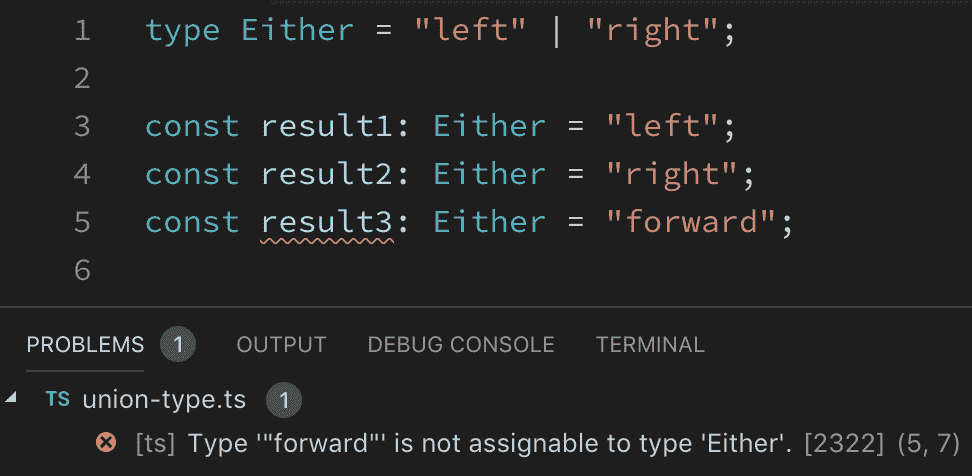 1 type Either = "left" | "right";
2
3 const result1: Either = "left";
4 const result2: Either = "right";
5 const result3: Either = "forward";
6
PROBLEMS 1 OUTPUT DEBUG CONSOLE TERMINAL
TS union-type.ts 1
[ts] Type '"forward"' is not assignable to type 'Either'. [2322] (5, 7)